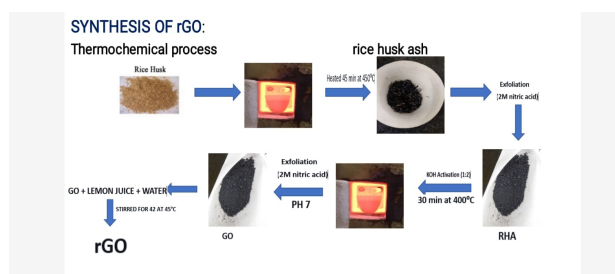 SYNTHESIS OF rGO:
Thermochemical process
rice husk ash
Rice Husk
Heated 45 min at 450°C
Exfoliation
(2M nitric acid)
Exfoliation
(2M nitric acid)
PH 7
KOH Activation (1:2)
30 min at 400°C
GO + LEMON JUICE + WATER
STIRRED FOR 42 AT 45°C
GO
RHA
rGO